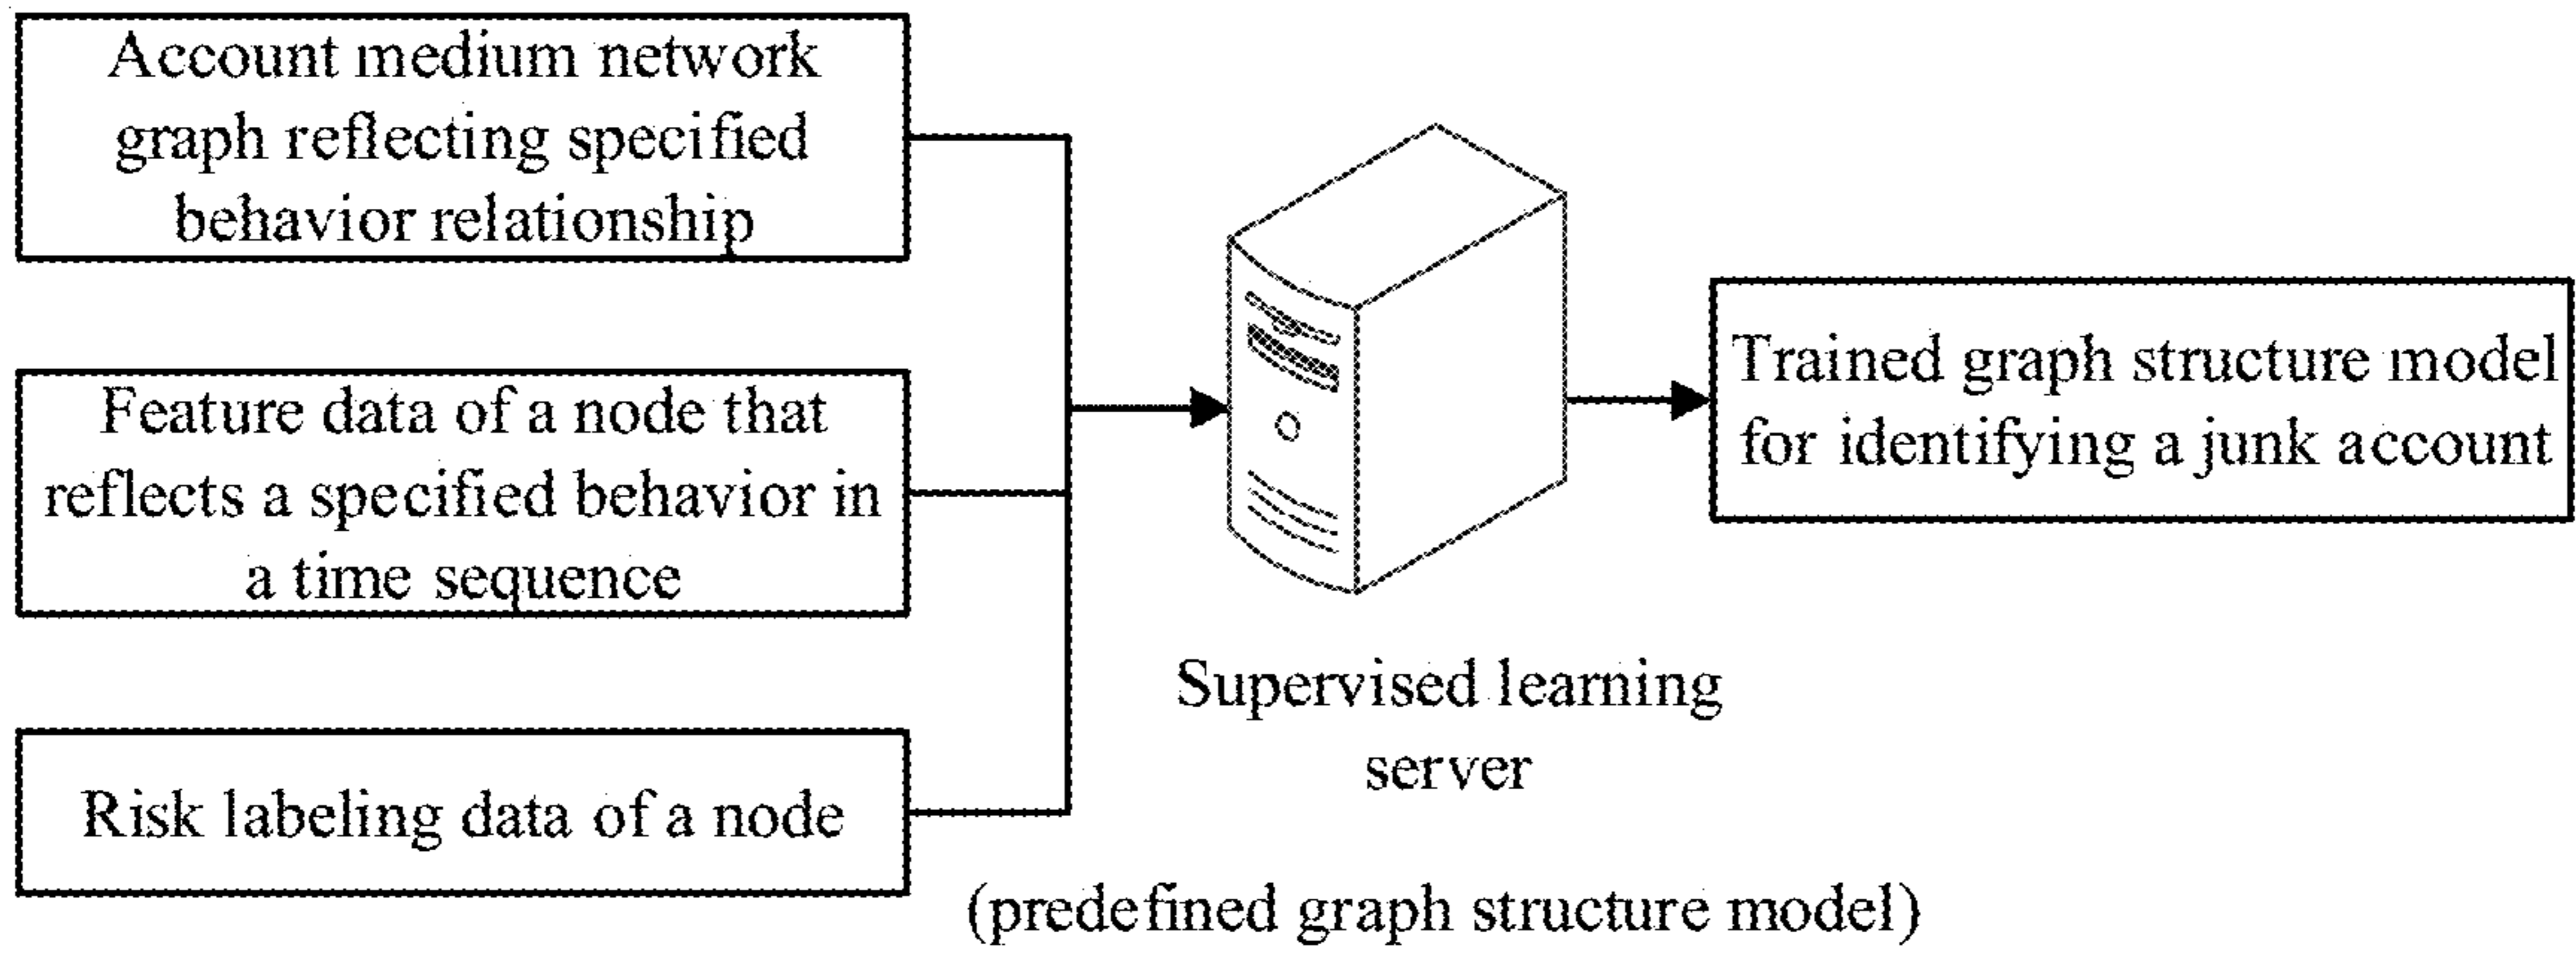 Account medium network
graph reflecting specified
behavior relationship
Feature data of a node that
reflects a specified behavior in
a time sequence
Risk labeling data of a node
Supervised learning
server
(predefined graph structure model)
Trained graph structure model
for identifying a junk account